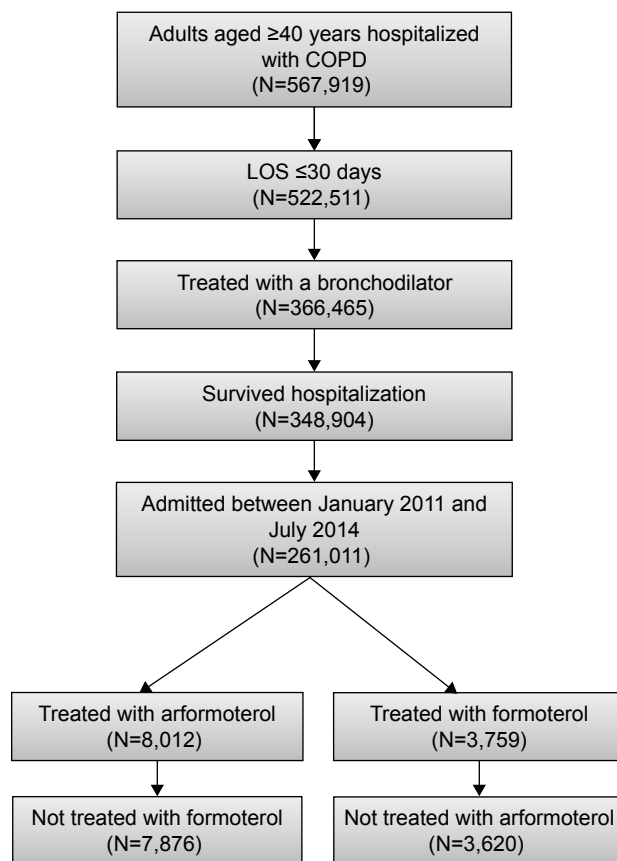 Adults aged ≥40 years hospitalized
with COPD
(N=567,919)
LOS ≤30 days
(N=522,511)
Treated with a bronchodilator
(N=366,465)
Survived hospitalization
(N=348,904)
Admitted between January 2011 and
July 2014
(N=261,011)
Treated with arformoterol
(N=8,012)
Treated with formoterol
(N=3,759)
Not treated with formoterol
(N=7,876)
Not treated with arformoterol
(N=3,620)